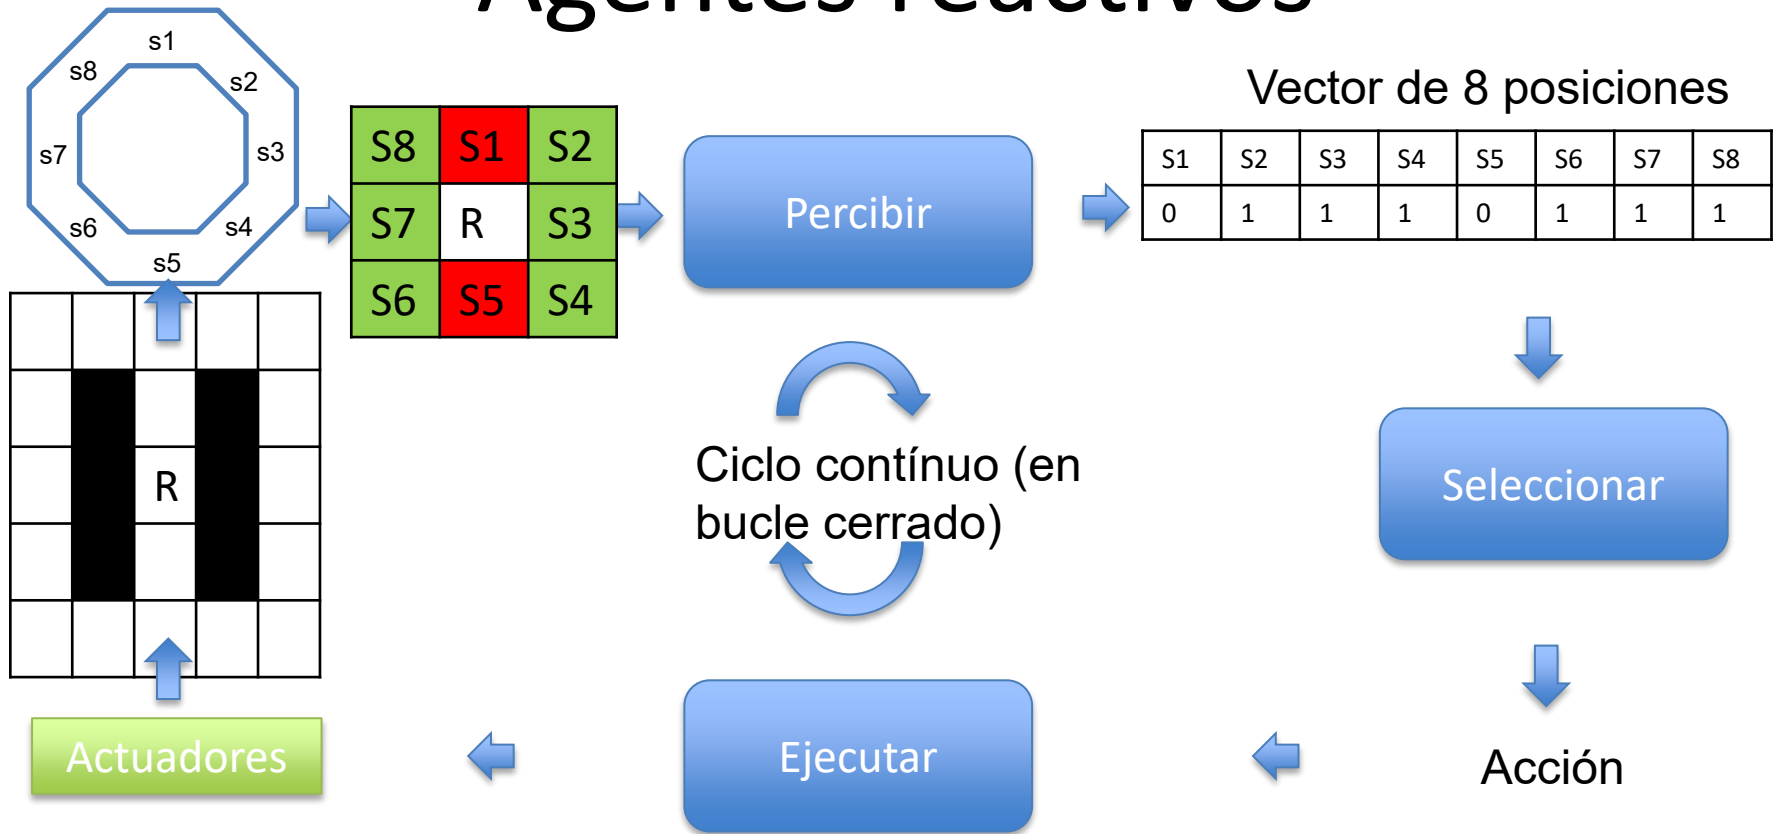 Agentes reactivos
s1
s8
s2
s7
s3
s6
s4
s5
S8 S1 S2
S7 R S3
S6 S5 S4
Percibir
Vector de 8 posiciones
S1 S2 S3 S4 S5 S6 S7 S8
0 1 1 1 0 1 1 1
R
Ciclo contínuo (en
bucle cerrado)
Seleccionar
Actuadores
Ejecutar
Acción